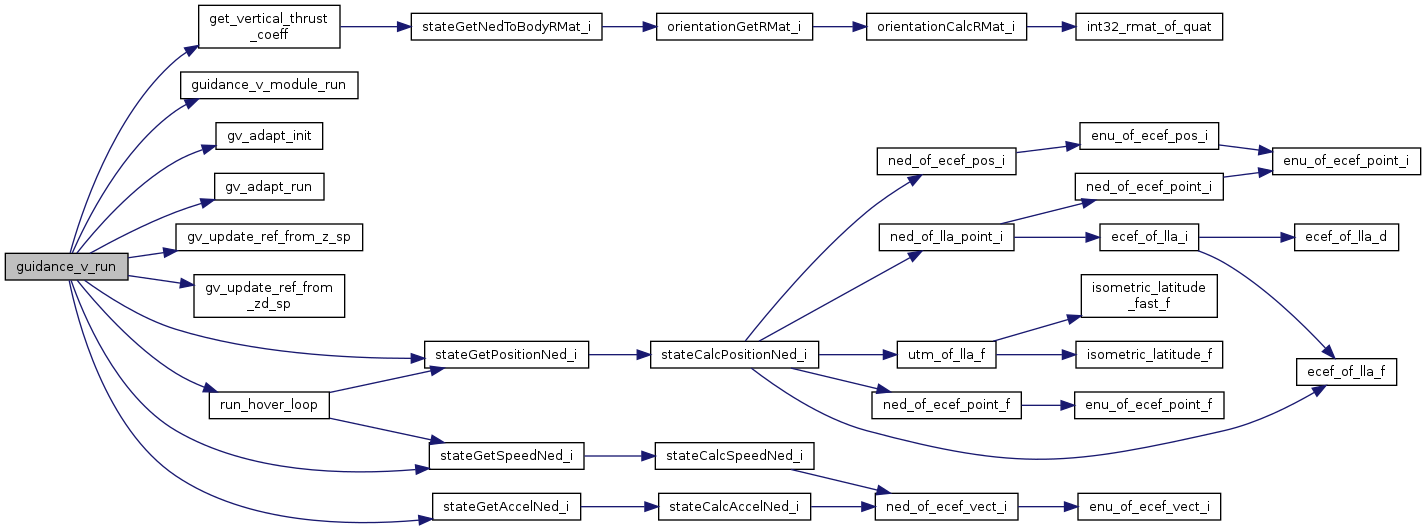 get_vertical_thrust
_coeff
stateGetNedToBodyRMat_i
orientationGetRMat_i
orientationCalcRMat_i
int32_rmat_of_quat
guidance_v_module_run
gv_adapt_init
enu_of_ecef_pos_i
ned_of_ecef_pos_i
enu_of_ecef_point_i
gv_adapt_run
ned_of_ecef_point_i
gv_update_ref_from_z_sp
ned_of_lla_point_i
ecef_of_lla_i
ecef_of_lla_d
guidance_v_run
gv_update_ref_from
_zd_sp
isometric_latitude
_fast_f
stateGetPositionNed_i
stateCalcPositionNed_i
utm_of_lla_f
isometric_latitude_f
ecef_of_lla_f
run_hover_loop
ned_of_ecef_point_f
enu_of_ecef_point_f
stateGetSpeedNed_i
stateCalcSpeedNed_i
stateGetAccelNed_i
stateCalcAccelNed_i
ned_of_ecef_vect_i
enu_of_ecef_vect_i